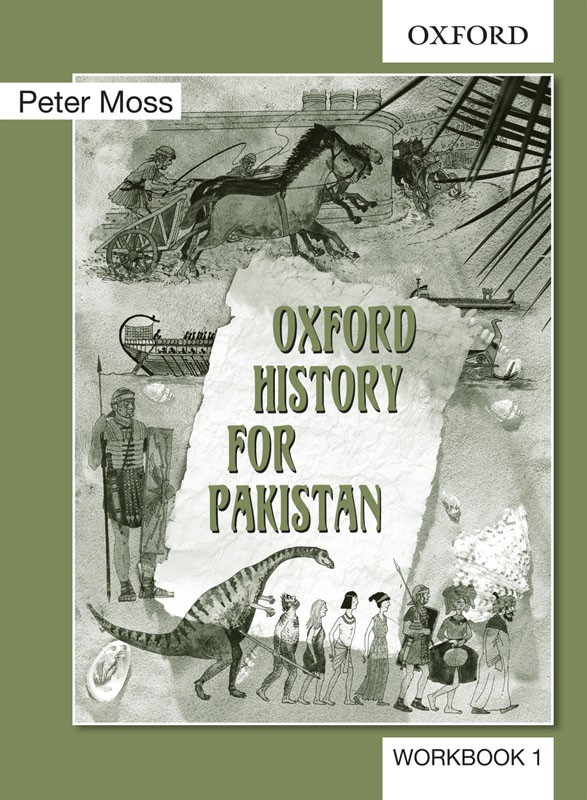 OXFORD
Peter Moss
OXFORD
HISTORY
FOR
PAKISTAN
WORKBOOK 1